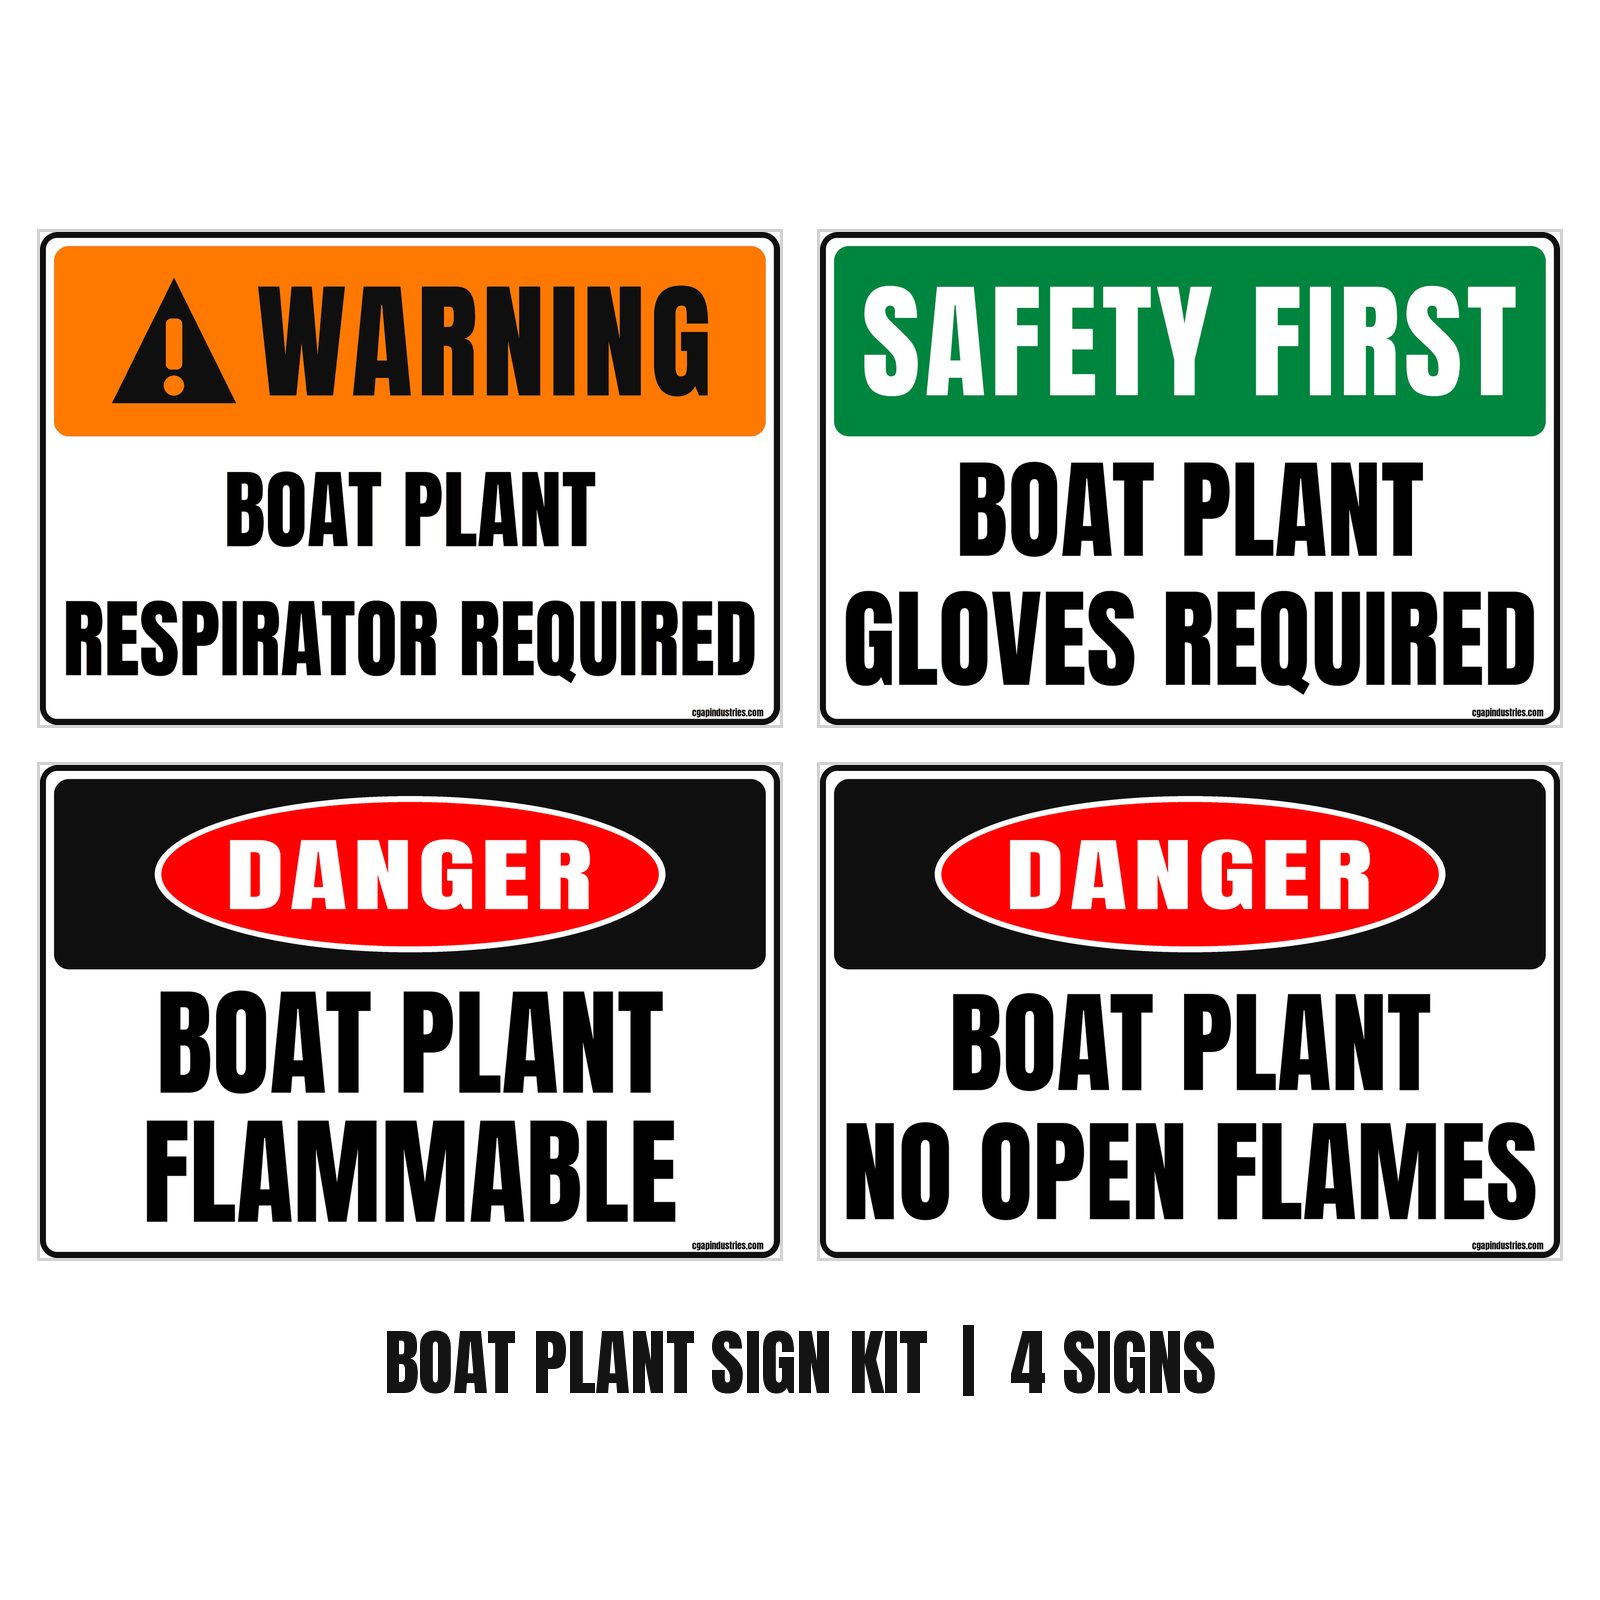 WARNING
BOAT PLANT
RESPIRATOR REQUIRED
cgapindustries.com
SAFETY FIRST
BOAT PLANT
GLOVES REQUIRED
cgapindustries.com
DANGER
BOAT PLANT
FLAMMABLE
cgapindustries.com
DANGER
BOAT PLANT
NO OPEN FLAMES
cgapindustries.com
BOAT PLANT SIGN KIT | 4 SIGNS